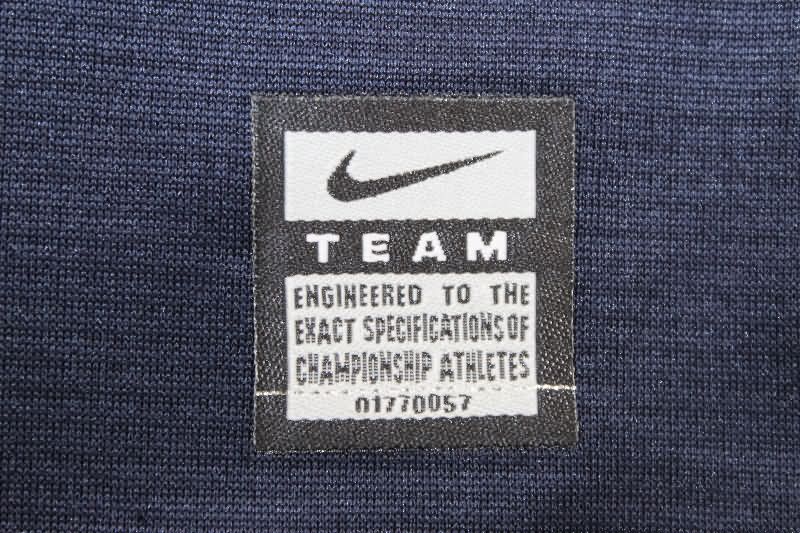 TEAM
ENGINEERED TO THE
EXACT SPECIFICATIONS OF
CHAMPIONSHIP ATHLETES
01770057